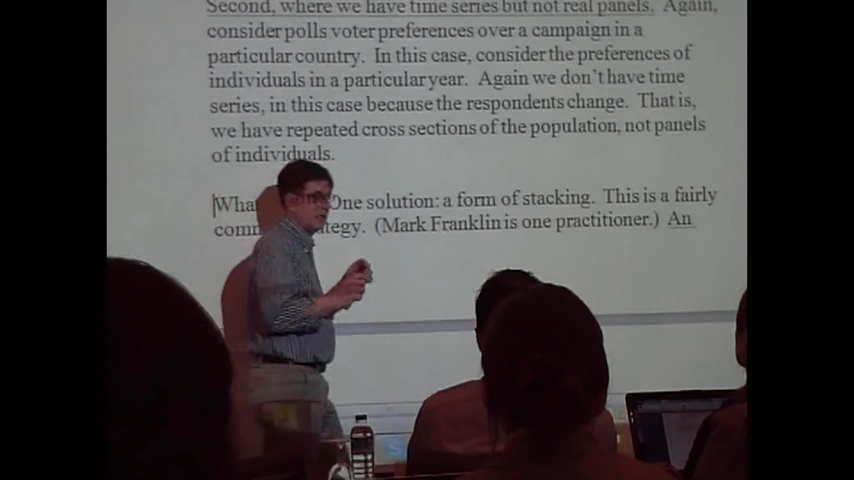 Second, where we have time series but not real panels. Again,
consider polls voter preferences over a campaign in a
particular country. In this case, consider the preferences of
individuals in a particular year. Again we don't have time
series, in this case because the respondents change. That is,
we have repeated cross sections of the population, not panels
of individuals.
Wha One solution: a form of stacking. This is a fairly
comm tegy. (Mark Franklin is one practitioner.) An